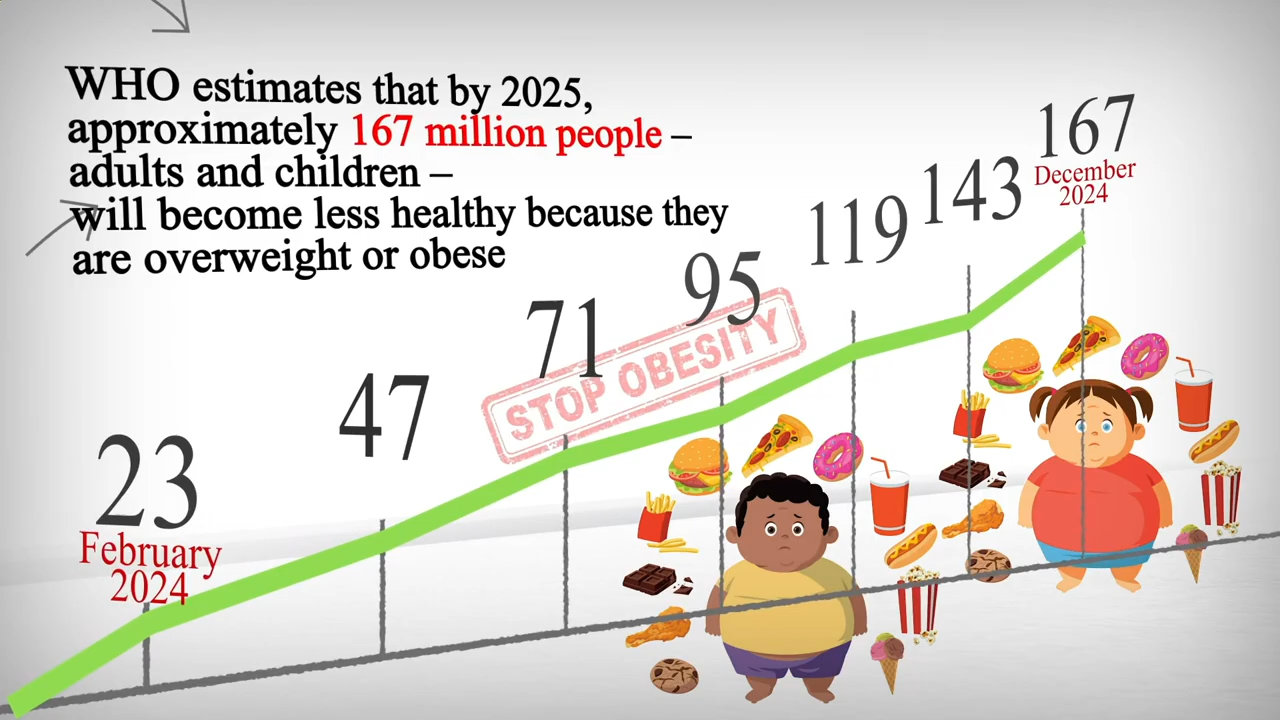 WHO estimates that by 2025,
approximately 167 million people –
adults and children –
will become less healthy because they
are overweight or obese
23
February
2024
47
71
95
119
143
167
December
2024
STOP OBESITY